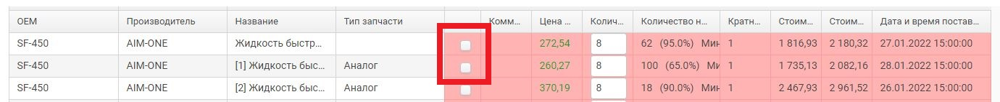 OEM Производитель Название Тип запчасти Комм... Цена ... Колич... Количество н... Кратн... Стоим... Стоим... Дата и время постав...
SF-450 AIM-ONE Жидкость быстр... 272,54 8 62 (95.0%) Мин 1 1 816,93 2 180,32 27.01.2022 15:00:00
SF-450 AIM-ONE [1] Жидкость быс... Аналог 260,27 8 100 (65.0%) Мин 1 1 735,13 2 082,16 28.01.2022 15:00:00
SF-450 AIM-ONE [2] Жидкость быс... Аналог 370,19 8 18 (90.0%) Мин 1 2 467,93 2 961,52 26.01.2022 15:00:00